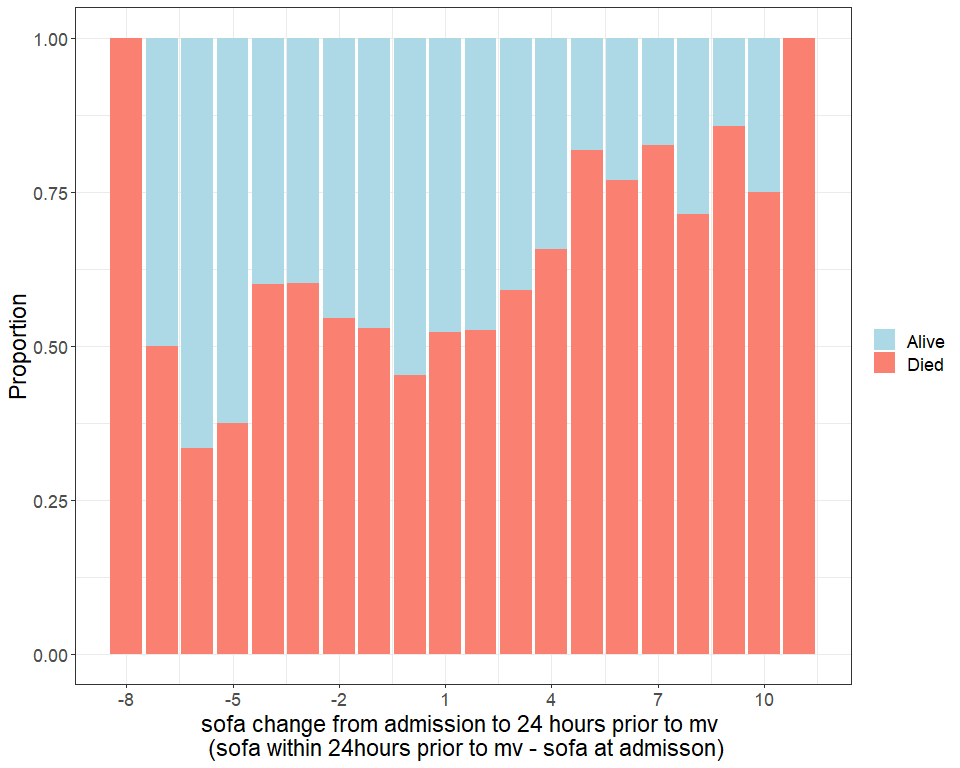 1.00
0.75
0.50
0.25
0.00
Proportion
-8 -5 -2 1 4 7 10
sofa change from admission to 24 hours prior to mv
(sofa within 24hours prior to mv - sofa at admisson)
Alive
Died